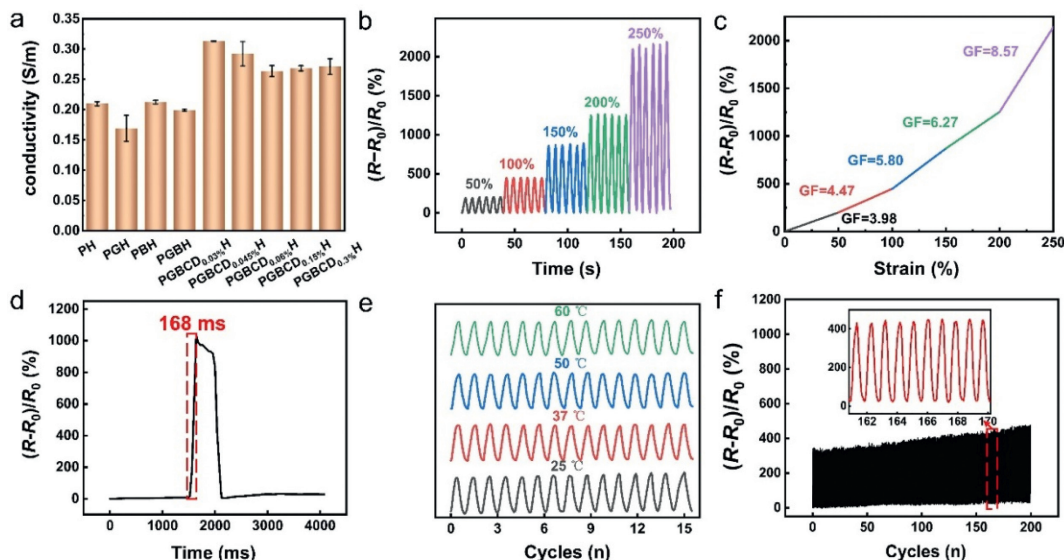 a
conductivity (S/m)
0.35
0.30
0.25
0.20
0.15
0.10
0.05
0.00
PH
PGH
PBH
PGBH
PGBCD0.03%H
PGBCD0.045%H
PGBCD0.06%H
PGBCD0.15%H
PGBCD0.3%H
b
(R−R0)/R0 (%)
2000
1500
1000
500
0
50%
100%
150%
200%
250%
0 50 100 150 200
Time (s)
c
(R-R0)/R0 (%)
2000
1500
1000
500
0
GF=8.57
GF=6.27
GF=5.80
GF=4.47
GF=3.98
0 50 100 150 200 250
Strain (%)
d
(R-R0)/R0 (%)
1200
1000
800
600
400
200
0
168 ms
0 1000 2000 3000 4000
Time (ms)
e
60 ℃
50 ℃
37 ℃
25 ℃
0 3 6 9 12 15
Cycles (n)
f
(R-R0)/R0 (%)
1200
1000
800
600
400
200
0
400
200
0
162 164 166 168 170
0 50 100 150 200
Cycles (n)